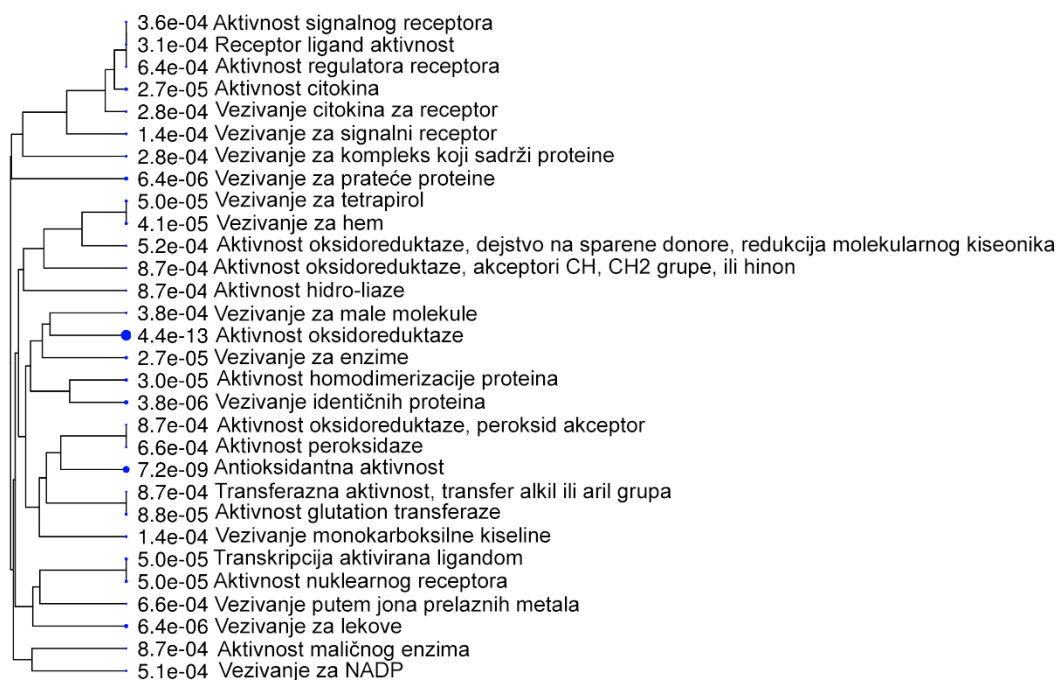 3.6e-04 Aktivnost signalnog receptora
3.1e-04 Receptor ligand aktivnost
6.4e-04 Aktivnost regulatora receptora
2.7e-05 Aktivnost citokina
2.8e-04 Vezivanje citokina za receptor
1.4e-04 Vezivanje za signalni receptor
2.8e-04 Vezivanje za kompleks koji sadrži proteine
6.4e-06 Vezivanje za prateće proteine
5.0e-05 Vezivanje za tetrapirol
4.1e-05 Vezivanje za hem
5.2e-04 Aktivnost oksidoreduktaze, dejstvo na sparene donore, redukcija molekularnog kiseonika
8.7e-04 Aktivnost oksidoreduktaze, akceptori CH, CH2 grupe, ili hinon
8.7e-04 Aktivnost hidro-liaze
3.8e-04 Vezivanje za male molekule
4.4e-13 Aktivnost oksidoreduktaze
2.7e-05 Vezivanje za enzime
3.0e-05 Aktivnost homodimerizacije proteina
3.8e-06 Vezivanje identičnih proteina
8.7e-04 Aktivnost oksidoreduktaze, peroksid akceptor
6.6e-04 Aktivnost peroksidaze
7.2e-09 Antioksidantna aktivnost
8.7e-04 Transferazna aktivnost, transfer alkil ili aril grupa
8.8e-05 Aktivnost glutation transferaze
1.4e-04 Vezivanje monokarboksilne kiseline
5.0e-05 Transkripcija aktivirana ligandom
5.0e-05 Aktivnost nuklearnog receptora
6.6e-04 Vezivanje putem jona prelaznih metala
6.4e-06 Vezivanje za lekove
8.7e-04 Aktivnost maličnog enzima
5.1e-04 Vezivanje za NADP